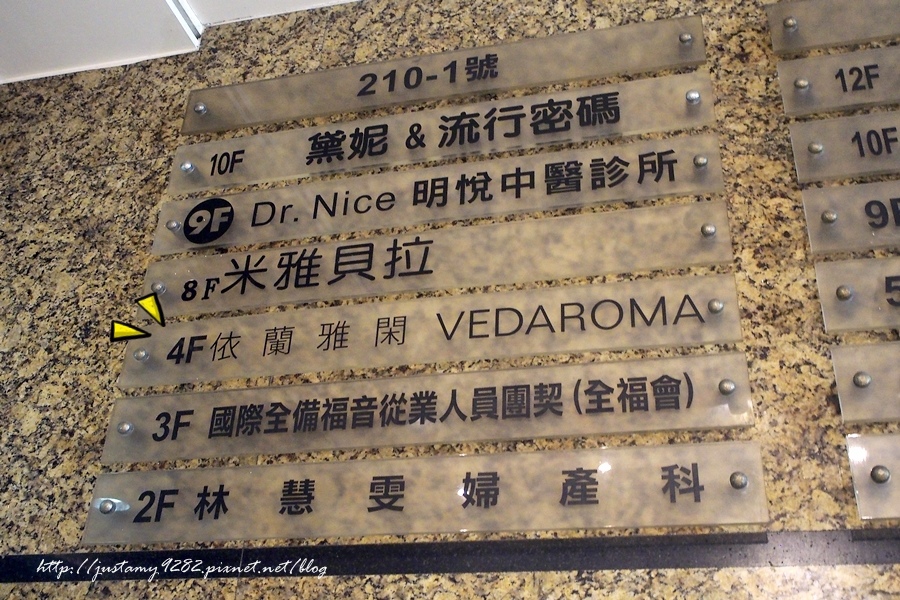 210-1號
10F 黛妮 & 流行密碼
9F Dr. Nice 明悅中醫診所
8F 米雅貝拉
4F 依蘭雅閑 VEDAROMA
3F 國際全備福音從業人員團契(全福會)
2F 林慧雯婦產科
12F
10F
9F
5
http://justamy9282.pixnet.net/blog